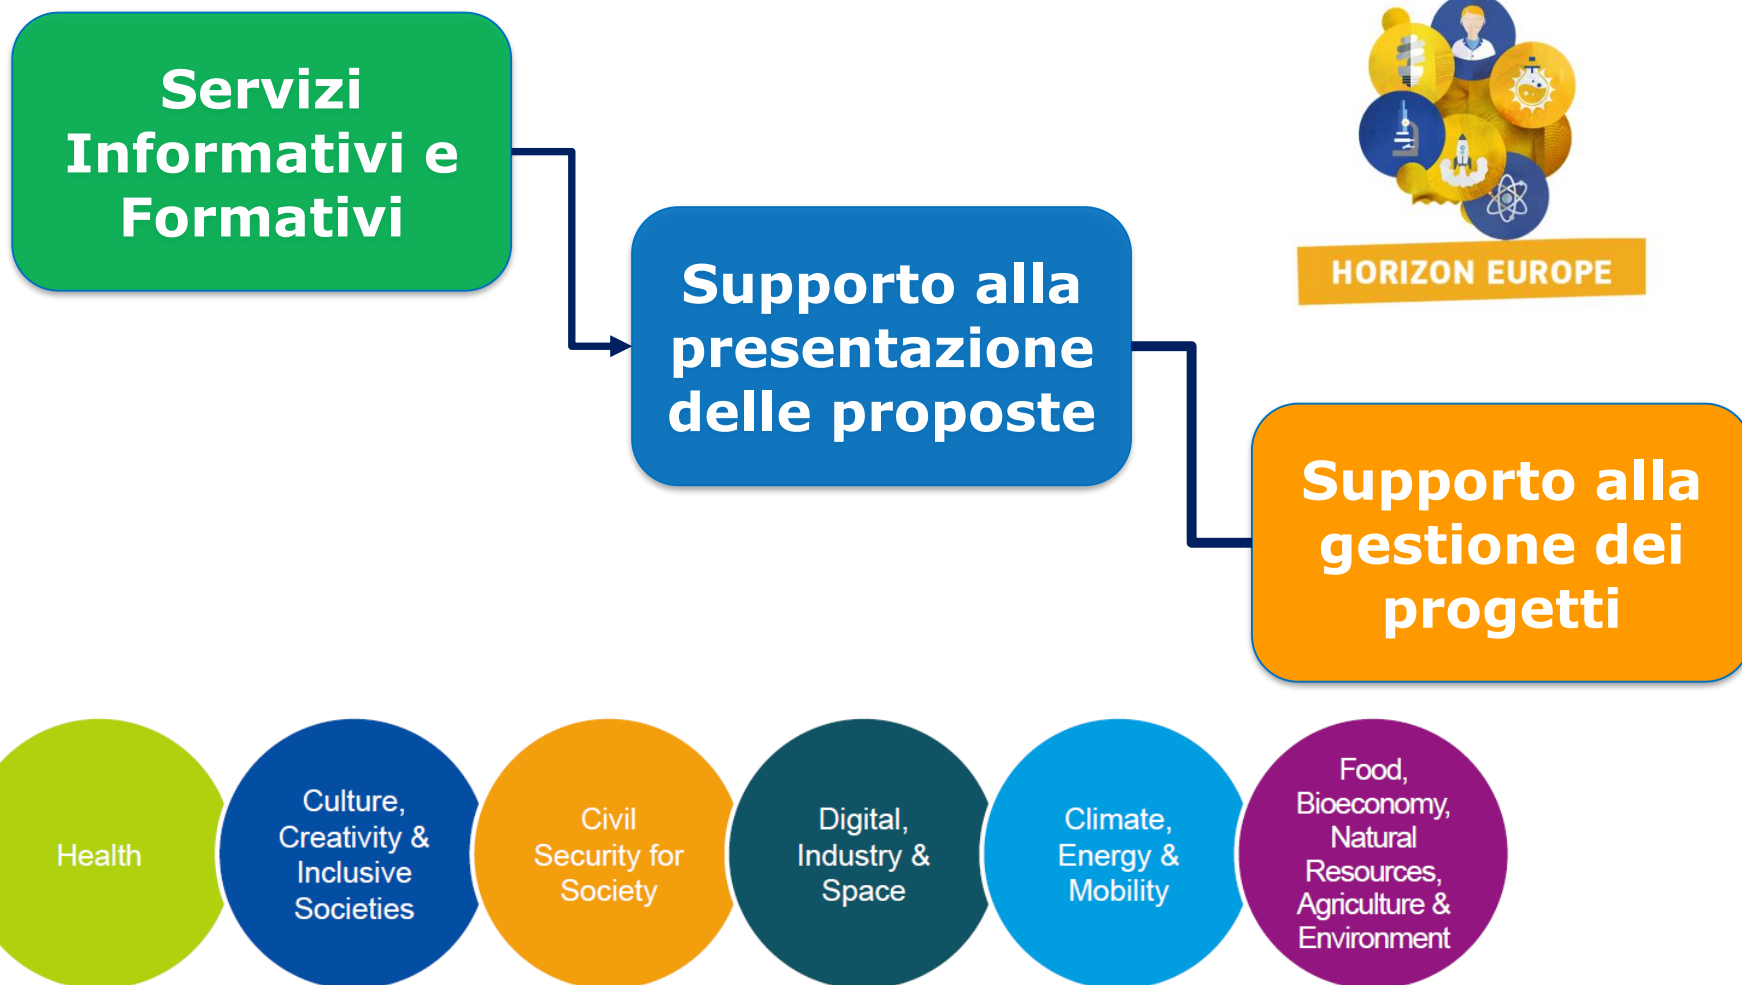 Servizi
Informativi e
Formativi
HORIZON EUROPE
Supporto alla
presentazione
delle proposte
Supporto alla
gestione dei
progetti
Health
Culture,
Creativity &
Inclusive
Societies
Civil
Security for
Society
Digital,
Industry &
Space
Climate,
Energy &
Mobility
Food,
Bioeconomy,
Natural
Resources,
Agriculture &
Environment